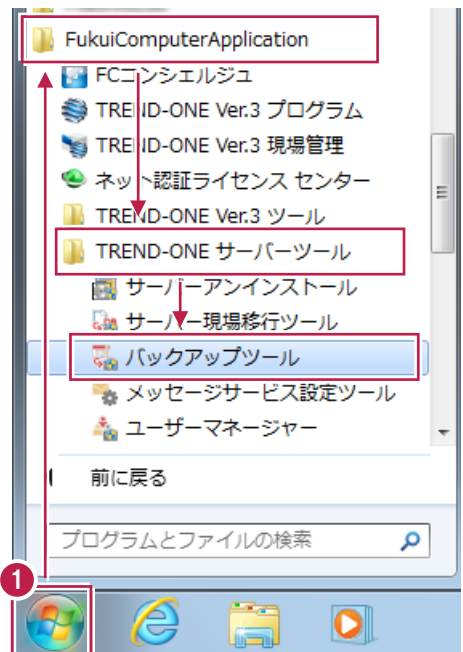 FukuiComputerApplication
FCコンシェルジュ
TREND-ONE Ver.3 プログラム
TREND-ONE Ver.3 現場管理
ネット認証ライセンス センター
TREND-ONE Ver.3 ツール
TREND-ONE サーバーツール
サーバーアンインストール
サーバー現場移行ツール
バックアップツール
メッセージサービス設定ツール
ユーザーマネージャー
前に戻る
プログラムとファイルの検索
1